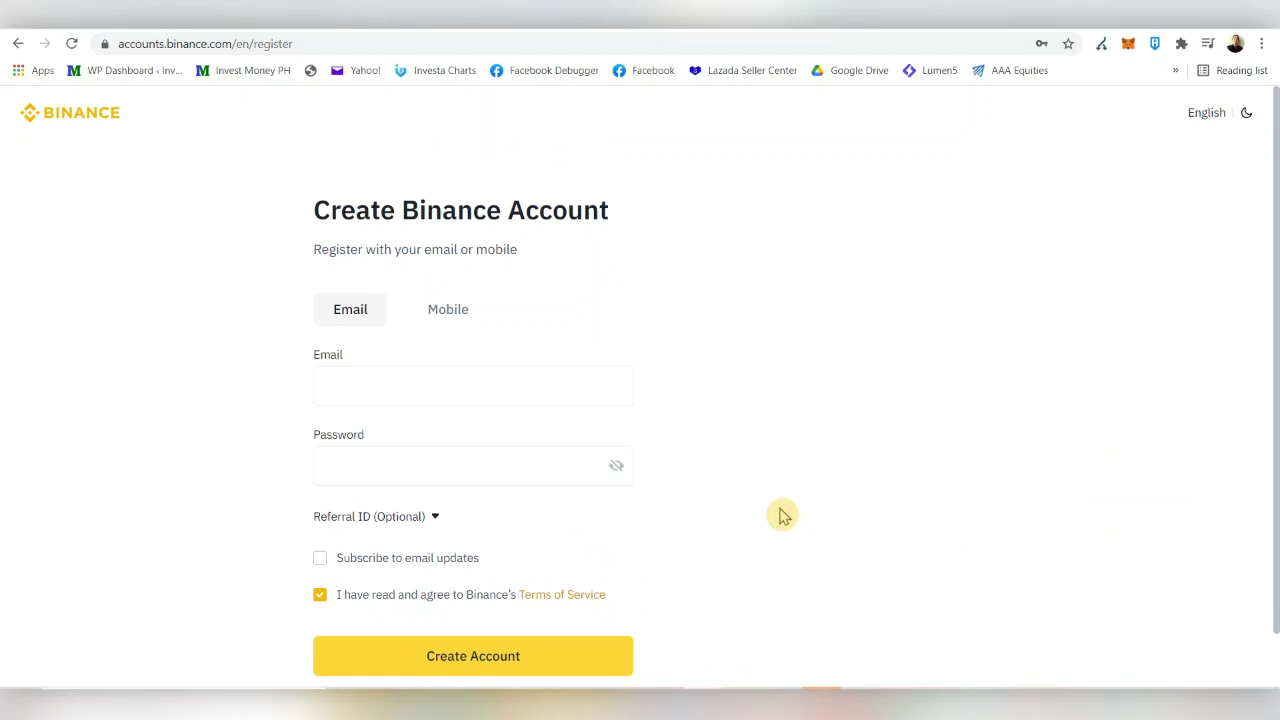 accounts.binance.com/en/register
Apps WP Dashboard ‹ Inv... Invest Money PH Yahoo! Investa Charts Facebook Debugger Facebook Lazada Seller Center Google Drive Lumen5 AAA Equities » Reading list
BINANCE
English
Create Binance Account
Register with your email or mobile
Email Mobile
Email
Password
Referral ID (Optional)
Subscribe to email updates
I have read and agree to Binance’s Terms of Service
Create Account